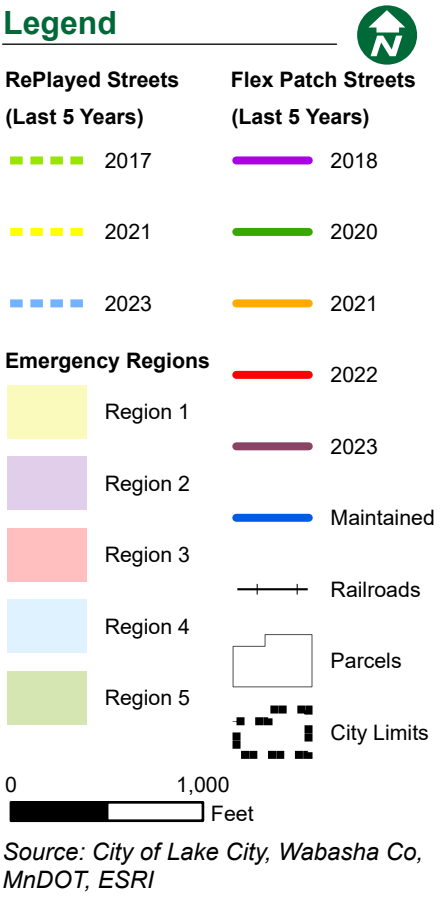 Legend
N
RePlayed Streets
(Last 5 Years)
2017
2021
2023
Emergency Regions
Region 1
Region 2
Region 3
Region 4
Region 5
Flex Patch Streets
(Last 5 Years)
2018
2020
2021
2022
2023
Maintained
Railroads
Parcels
City Limits
0 1,000
Feet
Source: City of Lake City, Wabasha Co,
MnDOT, ESRI